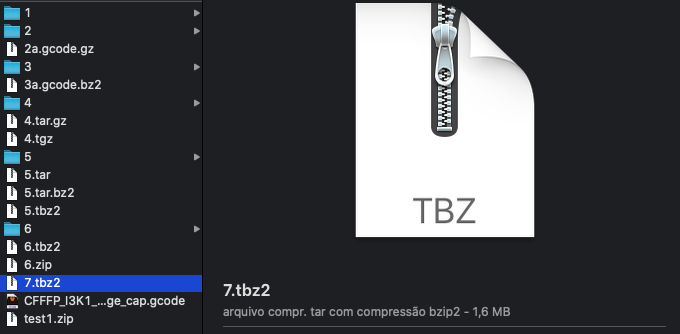 1
2
2a.gcode.gz
3
3a.gcode.bz2
4
4.tar.gz
4.tgz
5
5.tar
5.tar.bz2
5.tbz2
6
6.tbz2
6.zip
7.tbz2
CFFFP_I3K1_...ge_cap.gcode
test1.zip
TBZ
7.tbz2
arquivo compr. tar com compressão bzip2 - 1,6 MB